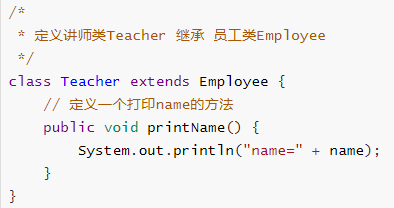 /*
 * 定义讲师类Teacher 继承 员工类Employee
 */
class Teacher extends Employee {
    // 定义一个打印name的方法
    public void printName() {
        System.out.println("name=" + name);
    }
}